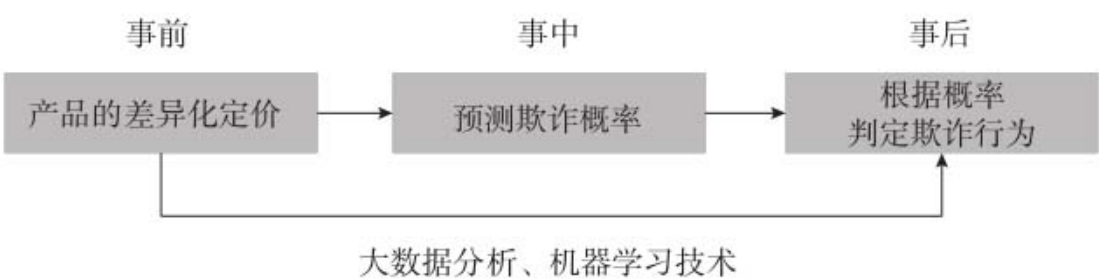 事前
事中
事后
产品的差异化定价
预测欺诈概率
根据概率
判定欺诈行为
大数据分析、机器学习技术